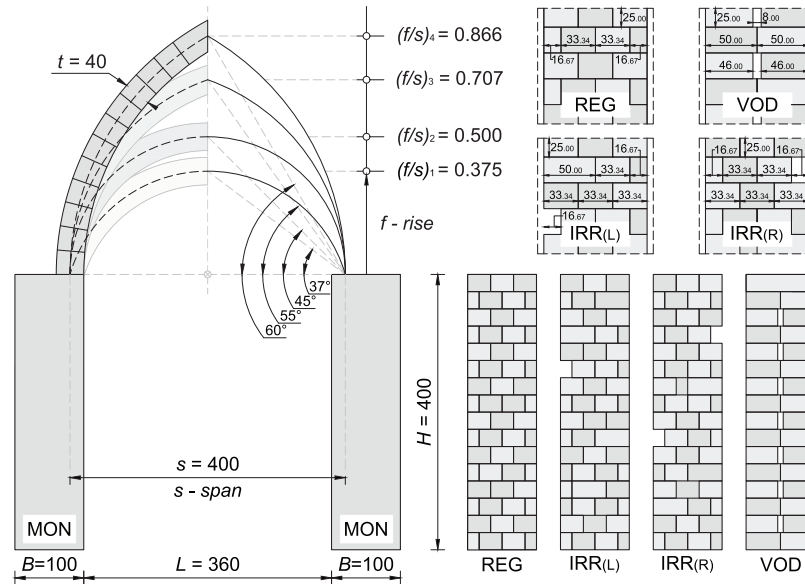 t = 40
(f/s)4 = 0.866
(f/s)3 = 0.707
(f/s)2 = 0.500
(f/s)1 = 0.375
f - rise
37°
45°
55°
60°
s = 400
s - span
MON
MON
B=100
L = 360
B=100
H = 400
25.00
33.34 33.34
16.67 16.67
REG
25.00 8.00
50.00 50.00
46.00 46.00
VOD
25.00 16.67
50.00 33.34
33.34 33.34 33.34
16.67
IRR(L)
16.67 25.00 16.67
33.34 33.34
33.34 33.34 33.34
IRR(R)
REG
IRR(L)
IRR(R)
VOD